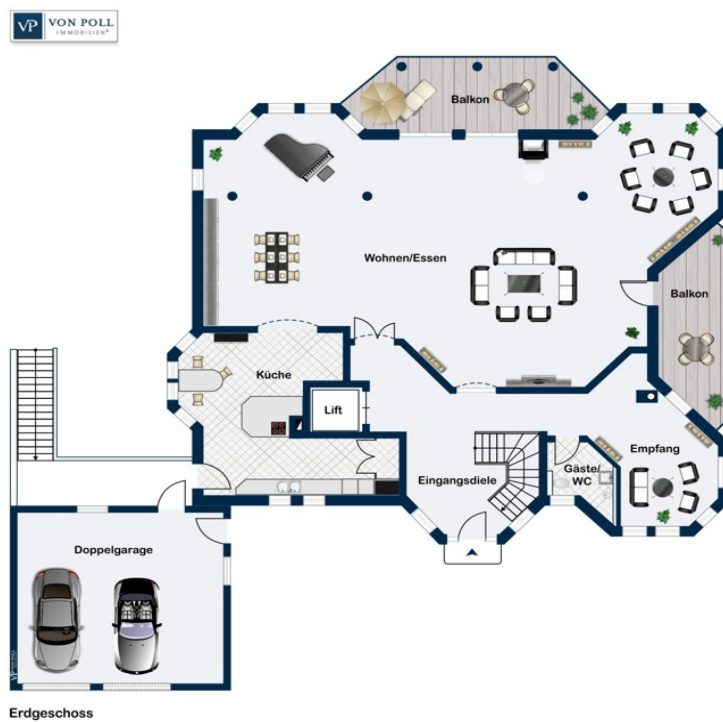 VP VON POLL
IMMOBILIEN®
Balkon
Wohnen/Essen
Balkon
Küche
Lift
Empfang
Gäste/
WC
Eingangsdiele
Doppelgarage
Erdgeschoss